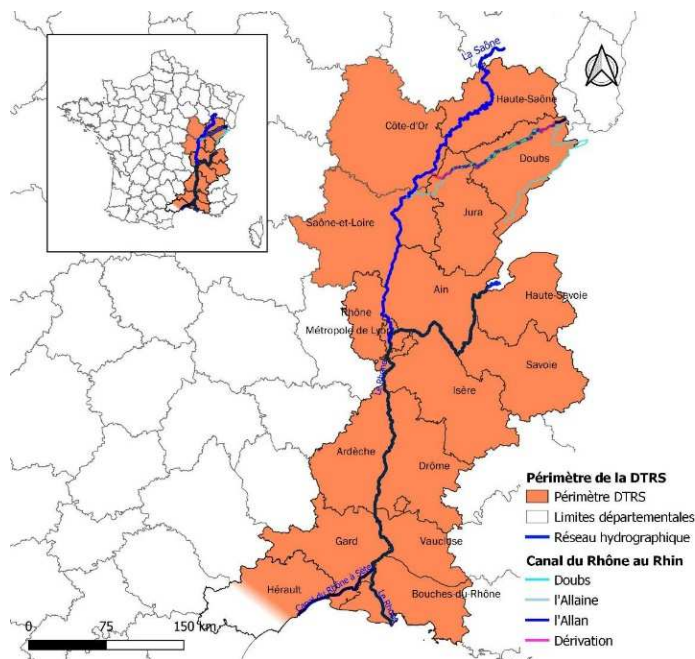 La Saône
Haute-Saône
Côte-d'Or
Doubs
Saône-et-Loire
Jura
Ain
Haute-Savoie
Rhône
Métropole de Lyon
Savoie
Isère
Le Rhône
Ardèche
Drôme
Gard
Vaucluse
Hérault
Canal du Rhône à Sète
Le Rhône
Bouches-du-Rhône
0 75 150 km
Périmètre de la DTRS
Périmètre DTRS
Limites départementales
Réseau hydrographique
Canal du Rhône au Rhin
Doubs
l'Allaine
l'Allan
Dérivation